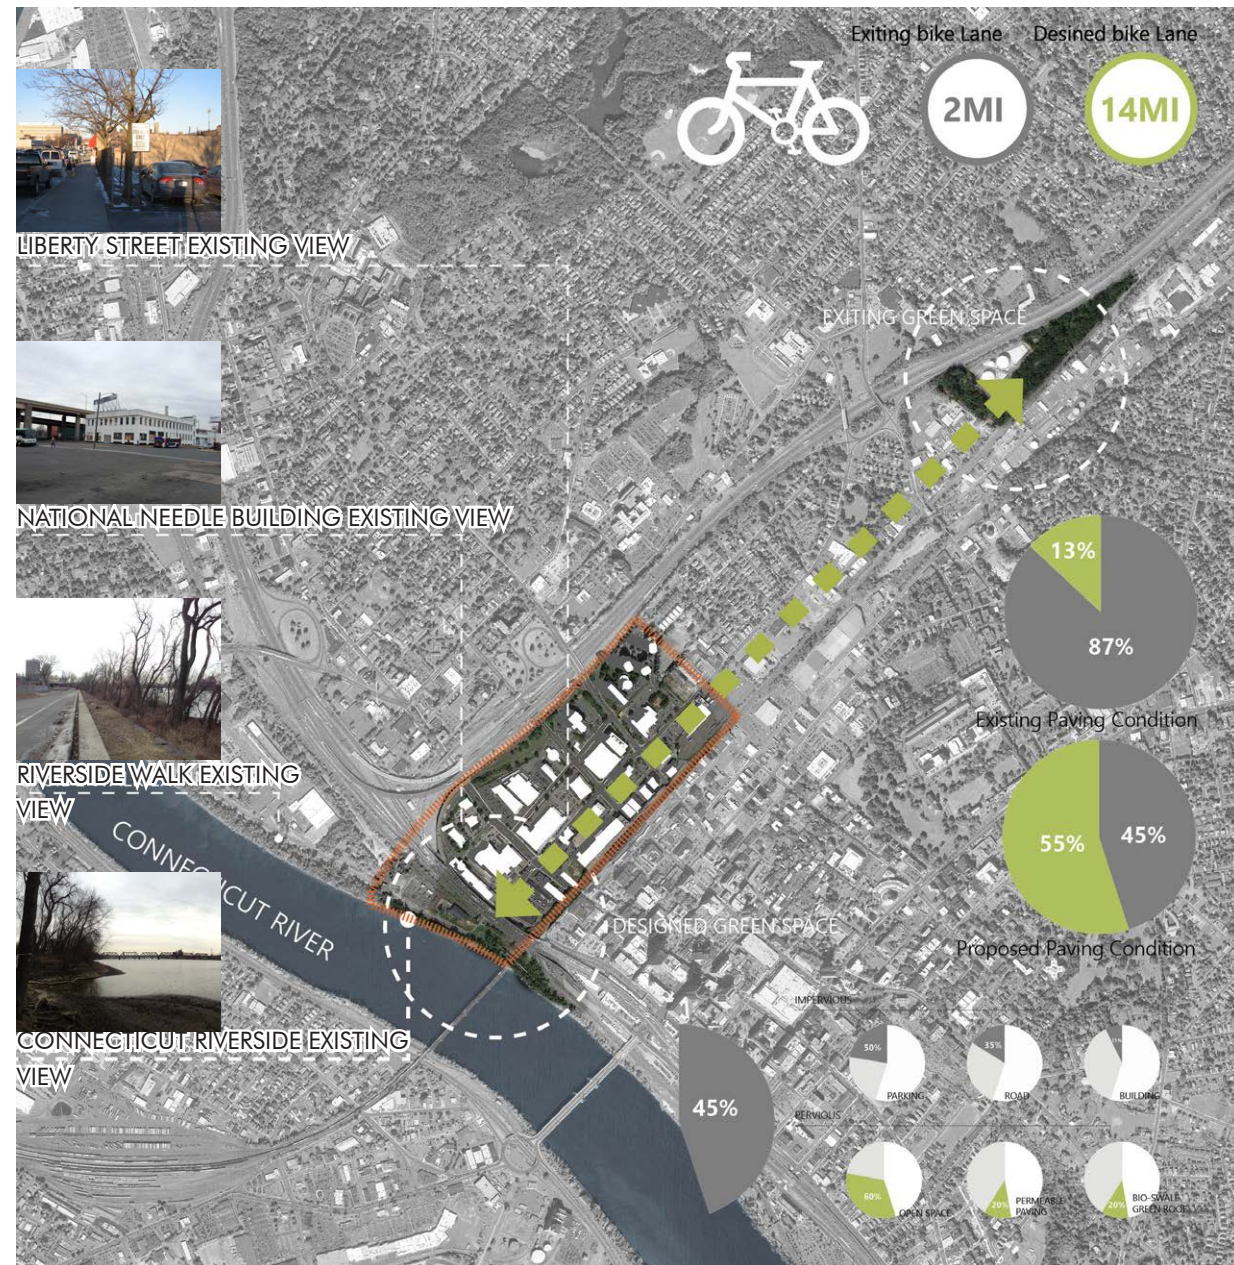 Exiting bike Lane
Desined bike Lane
2MI
14MI
LIBERTY STREET EXISTING VIEW
EXITING GREEN SPACE
NATIONAL NEEDLE BUILDING EXISTING VIEW
13%
87%
Existing Paving Condition
RIVERSIDE WALK EXISTING
VIEW
CONNECTICUT RIVER
55%
45%
DESIGNED GREEN SPACE
Proposed Paving Condition
CONNECTICUT RIVERSIDE EXISTING
VIEW
IMPERVIOUS
50%
PARKING
35%
ROAD
BUILDING
45%
PERVIOUS
60%
OPEN SPACE
20%
PERMEABLE
PAVING
20%
BIO-SWALE
GREEN ROOF